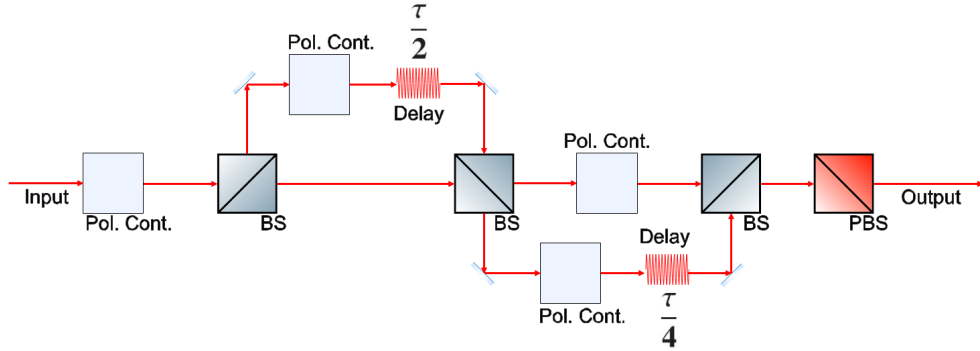 τ
2
Pol. Cont.
Delay
Pol. Cont.
Input
Pol. Cont.
BS
BS
BS
PBS
Output
Delay
Pol. Cont.
τ
4